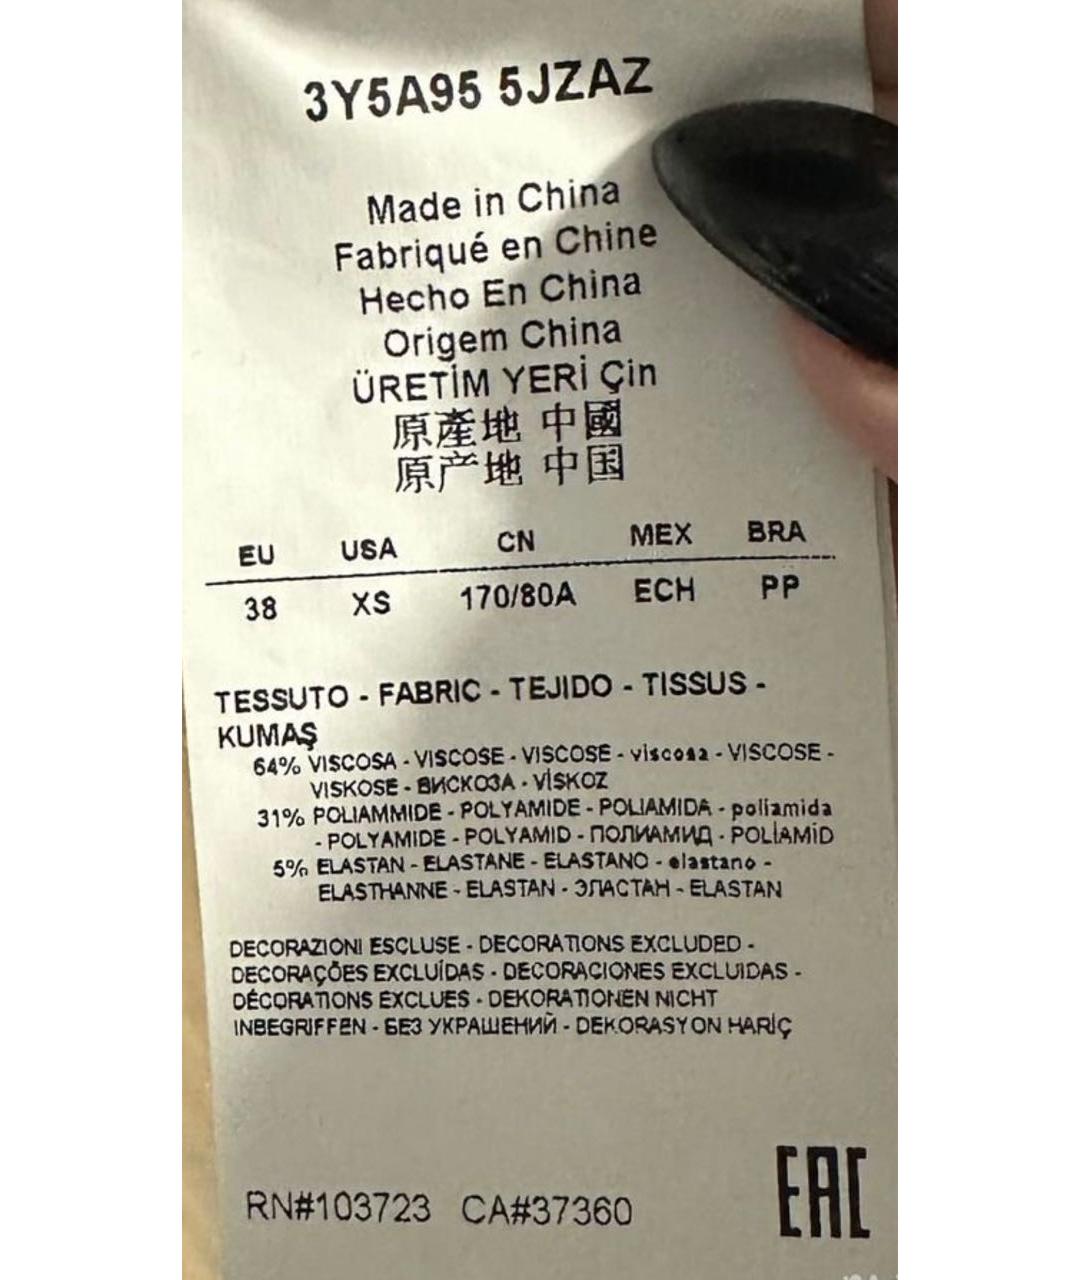 3Y5A95 5JZAZ
Made in China
Fabriqué en Chine
Hecho En China
Origem China
ÜRETİM YERİ Çin
原產地 中國
原产地 中国
EU USA CN MEX BRA
38 XS 170/80A ECH PP
TESSUTO - FABRIC - TEJIDO - TISSUS -
KUMAŞ
64% VISCOSA - VISCOSE - VISCOSE - viscosa - VISCOSE -
VISKOSE - ВИСКОЗА - VİSKOZ
31% POLIAMMIDE - POLYAMIDE - POLIAMIDA - poliamida
- POLYAMIDE - POLYAMID - ПОЛИАМИД - POLİAMİD
5% ELASTAN - ELASTANE - ELASTANO - elastano -
ELASTHANNE - ELASTAN - ЭЛАСТАН - ELASTAN
DECORAZIONI ESCLUSE - DECORATIONS EXCLUDED -
DECORAÇÕES EXCLUÍDAS - DECORACIONES EXCLUIDAS -
DÉCORATIONS EXCLUES - DEKORATIONEN NICHT
INBEGRIFFEN - БЕЗ УКРАШЕНИЙ - DEKORASYON HARİÇ
RN#103723 CA#37360
EAC